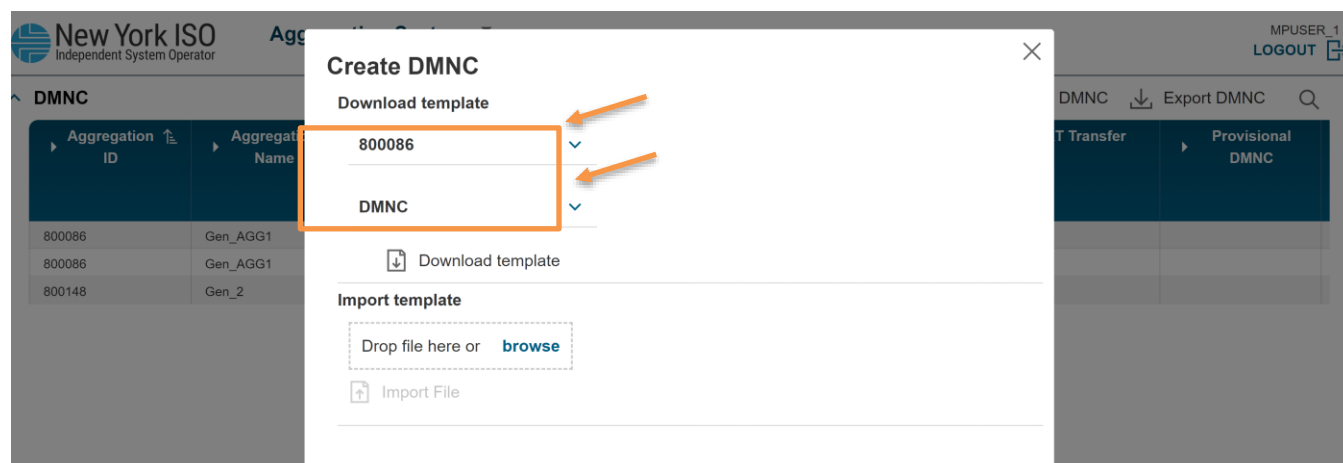 New York ISO
Independent System Operator
Agg
MPUSER_1
LOGOUT
DMNC
DMNC
Export DMNC
Aggregation ID
Aggregati
Name
T Transfer
Provisional DMNC
800086 Gen_AGG1
800086 Gen_AGG1
800148 Gen_2
Create DMNC
Download template
800086
DMNC
Download template
Import template
Drop file here or browse
Import File